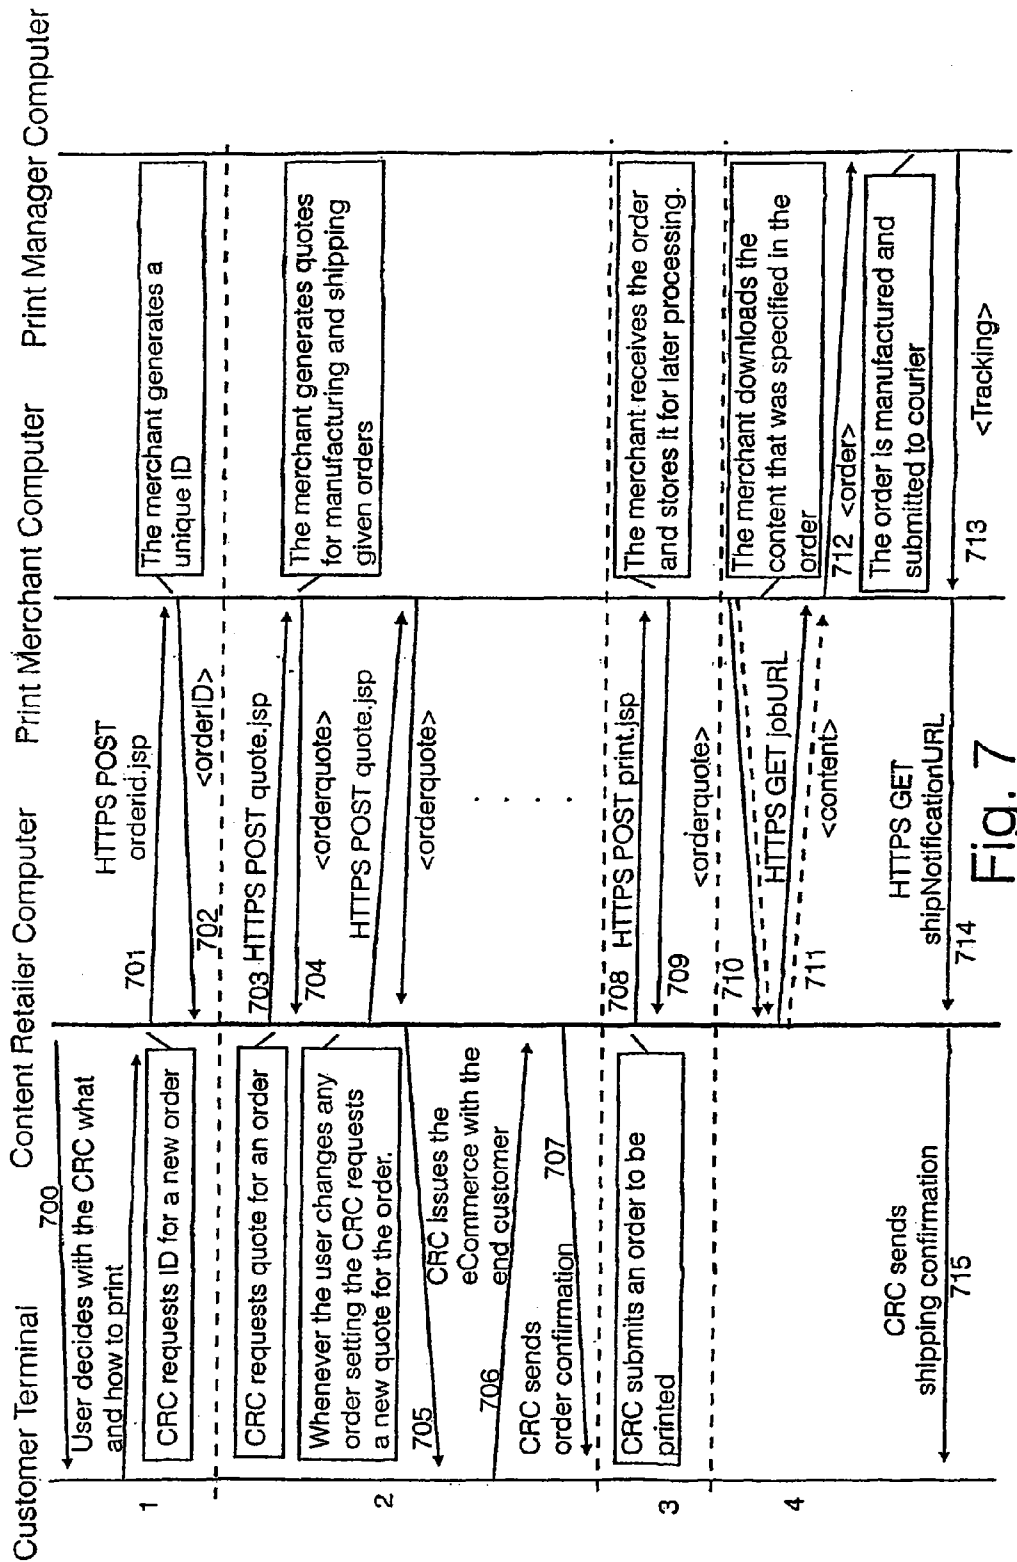 Customer Terminal
Content Retailer Computer
Print Merchant Computer
Print Manager Computer
700
User decides with the CRC what
and how to print
1
CRC requests ID for a new order
701
HTTPS POST
orderid.jsp
702
<orderID>
The merchant generates a
unique ID
2
CRC requests quote for an order
703 HTTPS POST quote.jsp
704
<orderquote>
The merchant generates quotes
for manufacturing and shipping
given orders
Whenever the user changes any
order seting the CRC requests
a new quote for the order.
HTTPS POST quote.jsp
<orderquote>
705
CRC Issues the
eCommerce with the
end customer
706
CRC sends
order confirmation
707
3
CRC submits an order to be
printed
708 HTTPS POST print.jsp
709
<orderquote>
The merchant receives the order
and stores it for later processing.
4
710
HTTPS GET jobURL
711
<content>
The merchant downloads the
content that was specified in the
order
712 <order>
The order is manufactured and
submitted to courier
713
<Tracking>
HTTPS GET
shipNotificationURL
714
CRC sends
shipping confirmation
715
Fig. 7